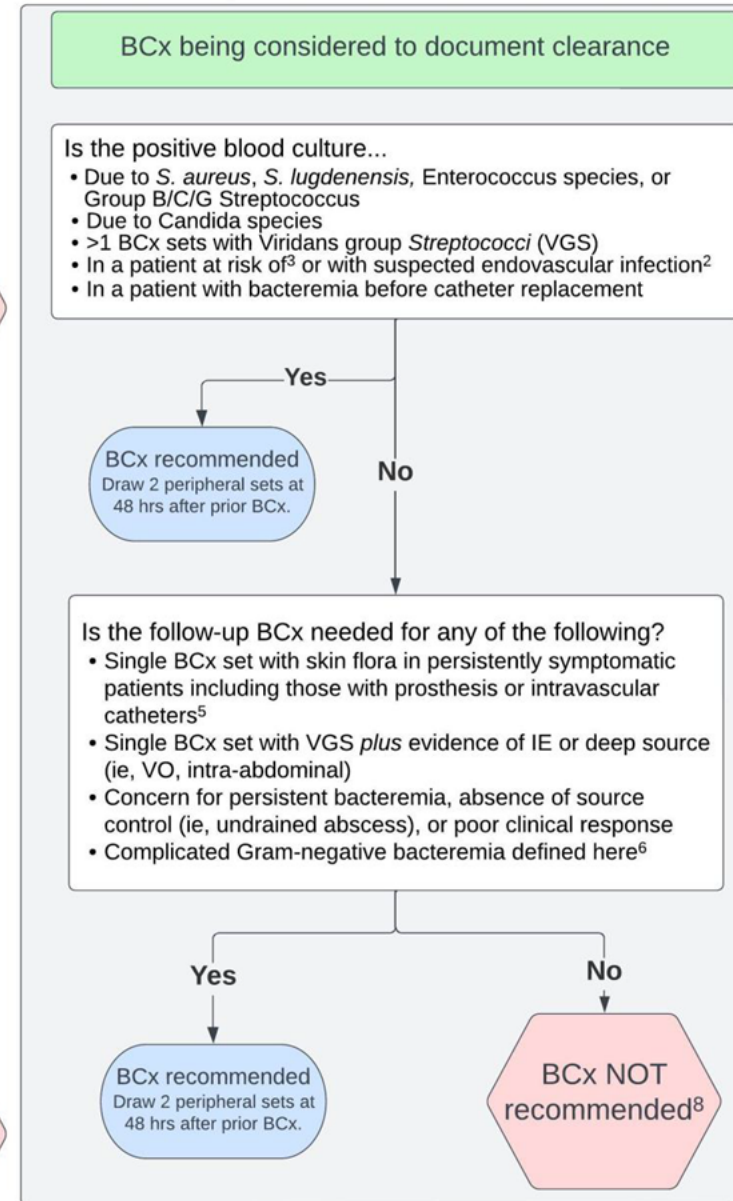 BCx being considered to document clearance
Is the positive blood culture...
• Due to S. aureus, S. lugdenensis, Enterococcus species, or
Group B/C/G Streptococcus
• Due to Candida species
• >1 BCx sets with Viridans group Streptococci (VGS)
• In a patient at risk of³ or with suspected endovascular infection²
• In a patient with bacteremia before catheter replacement
Yes
BCx recommended
Draw 2 peripheral sets at
48 hrs after prior BCx.
No
Is the follow-up BCx needed for any of the following?
• Single BCx set with skin flora in persistently symptomatic
patients including those with prosthesis or intravascular
catheters⁵
• Single BCx set with VGS plus evidence of IE or deep source
(ie, VO, intra-abdominal)
• Concern for persistent bacteremia, absence of source
control (ie, undrained abscess), or poor clinical response
• Complicated Gram-negative bacteremia defined here⁶
Yes
No
BCx recommended
Draw 2 peripheral sets at
48 hrs after prior BCx.
BCx NOT
recommended⁸